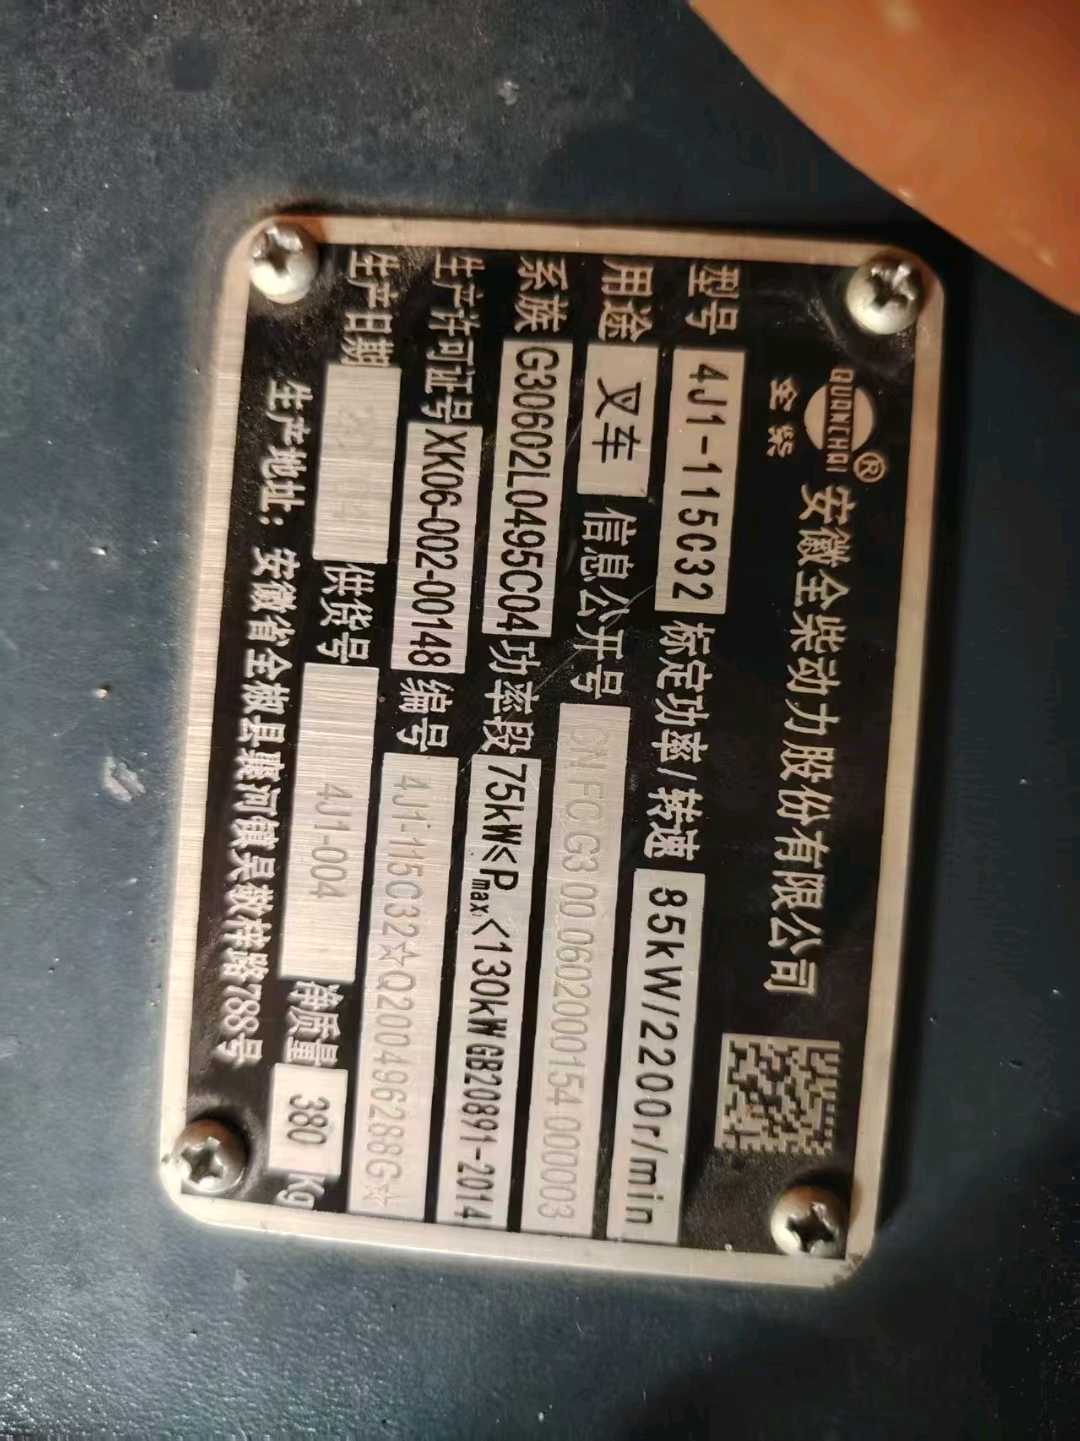 QUANCHAI ® 安徽全柴动力股份有限公司
全柴
型号 4J1-115C32 标定功率/转速 85kW/2200r/min
用途 叉车 信息公开号 CN FC G3 00 0602000154 000003
系族 G30602L0495C04 功率段 75kW≤Pmax<130kW GB20891-2014
生产许可证号 XK06-002-00148 编号 4J1-115C32☆Q200496288G☆
生产日期 供货号 4J1-004 净质量 380 Kg
生产地址：安徽省全椒县襄河镇吴敬梓路788号